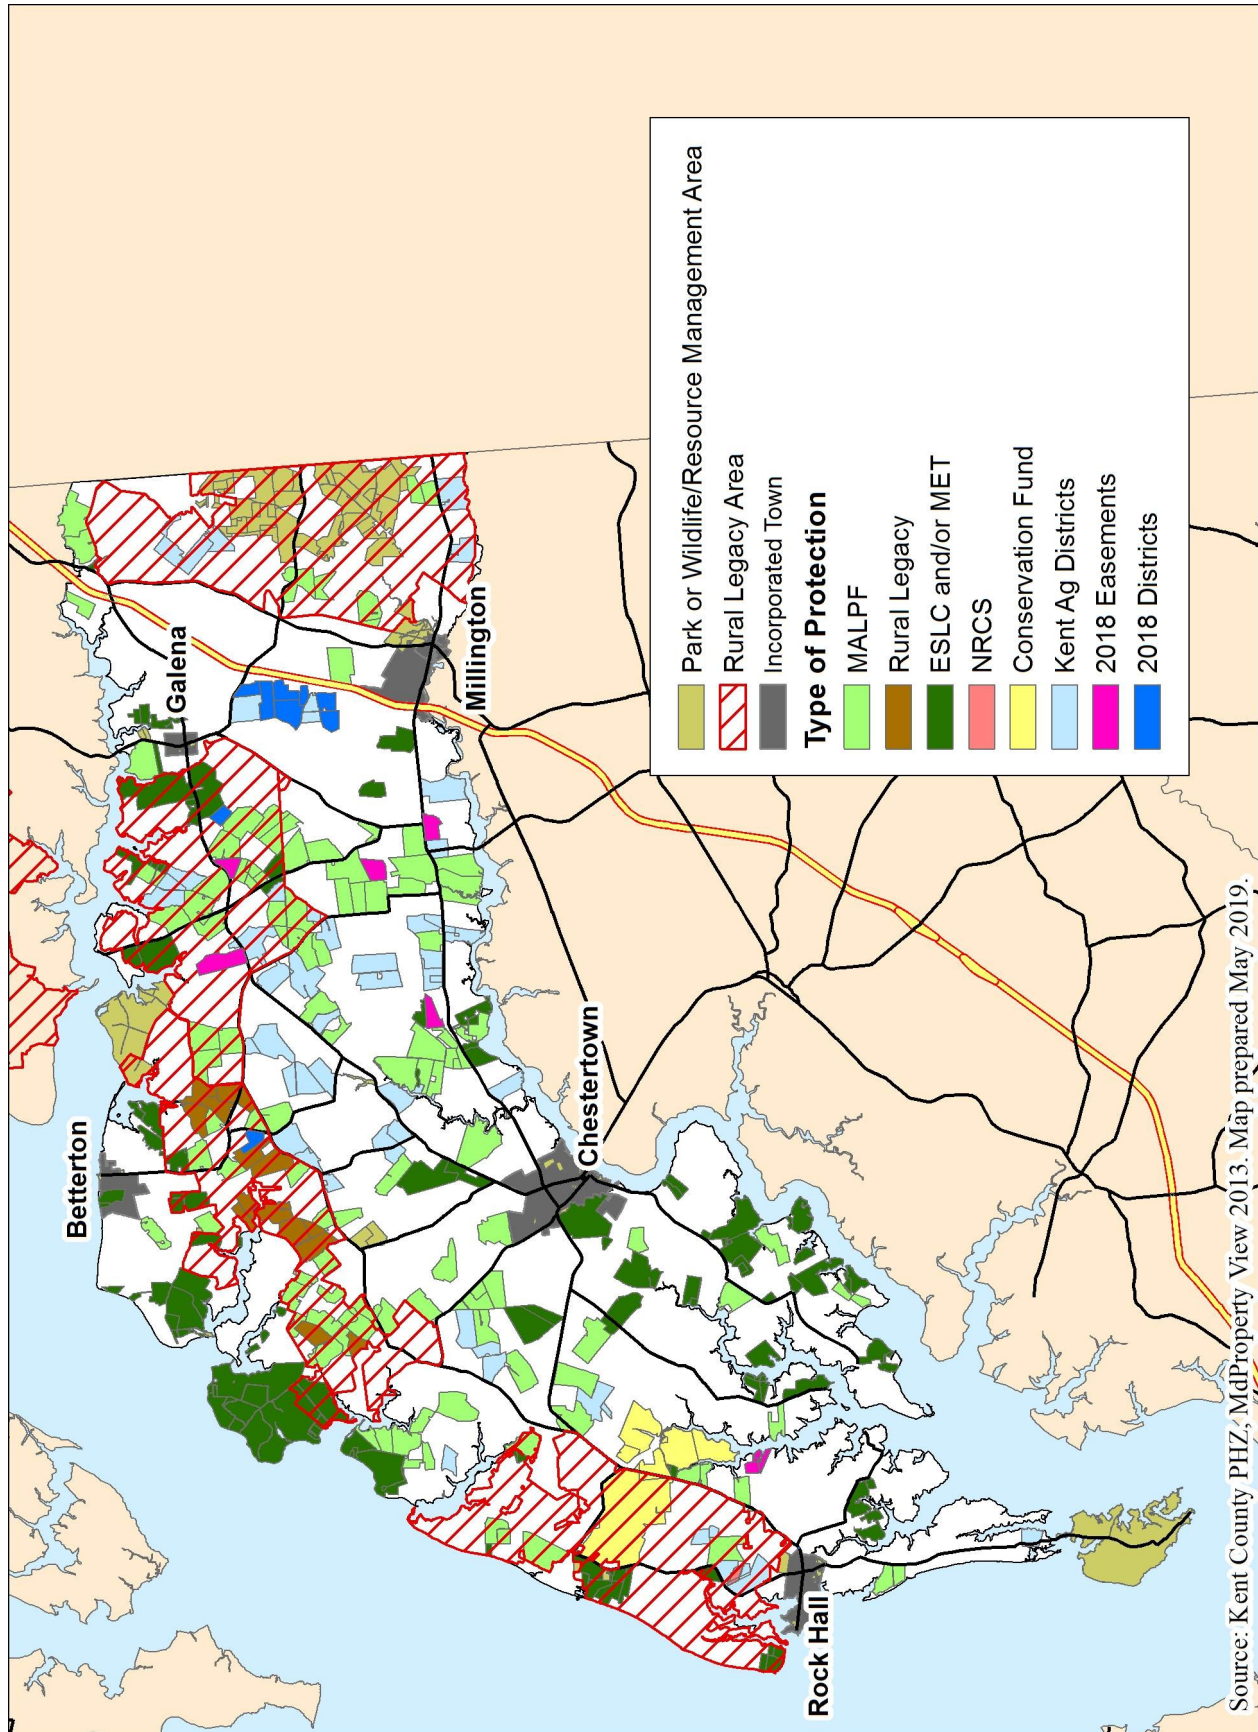 Betterton
Galena
Millington
Chestertown
Rock Hall
Park or Wildlife/Resource Management Area
Rural Legacy Area
Incorporated Town
Type of Protection
MALPF
Rural Legacy
ESLC and/or MET
NRCS
Conservation Fund
Kent Ag Districts
2018 Easements
2018 Districts
Source: Kent County PHZ, MdProperty View 2013. Map prepared May 2019.